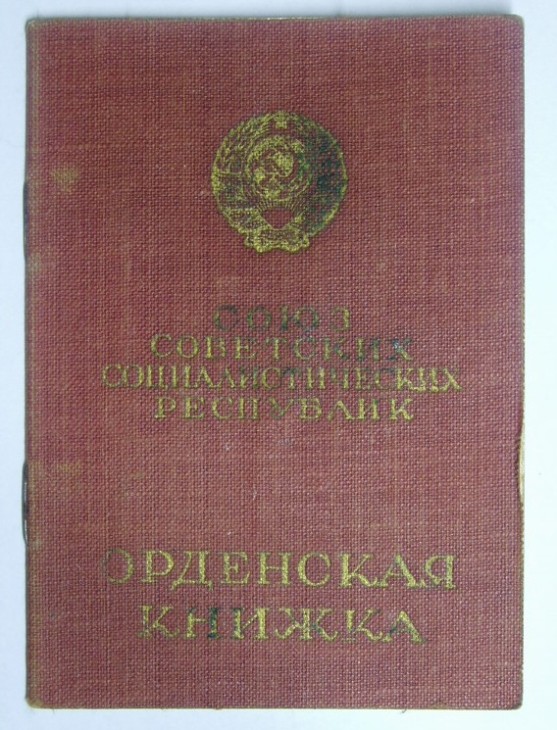 СОЮЗ
СОВЕТСКИХ
СОЦИАЛИСТИЧЕСКИХ
РЕСПУБЛИК
ОРДЕНСКАЯ
КНИЖКА